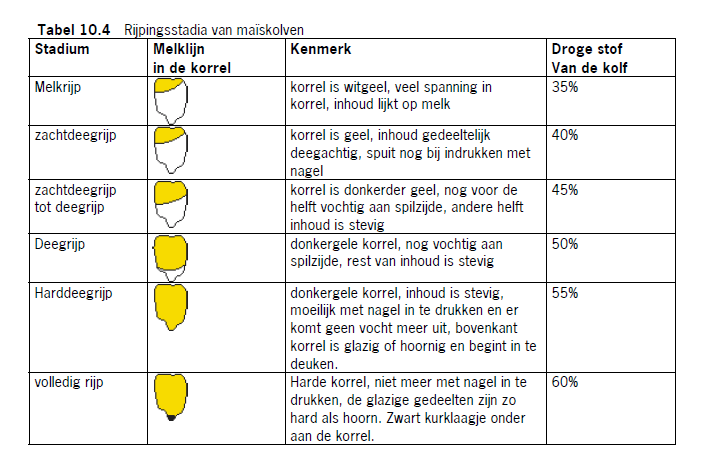 Tabel 10.4 Rijpingsstadia van maïskolven
Stadium
Melklijn
in de korrel
Kenmerk
Droge stof
Van de kolf
Melkrijp
korrel is witgeel, veel spanning in
korrel, inhoud lijkt op melk
35%
zachtdeegrijp
korrel is geel, inhoud gedeeltelijk
deegachtig, spuit nog bij indrukken met
nagel
40%
zachtdeegrijp
tot deegrijp
korrel is donkerder geel, nog voor de
helft vochtig aan spilzijde, andere helft
inhoud is stevig
45%
Deegrijp
donkergele korrel, nog vochtig aan
spilzijde, rest van inhoud is stevig
50%
Harddeegrijp
donkergele korrel, inhoud is stevig,
moeilijk met nagel in te drukken en er
komt geen vocht meer uit, bovenkant
korrel is glazig of hoornig en begint in te
deuken.
55%
volledig rijp
Harde korrel, niet meer met nagel in te
drukken, de glazige gedeelten zijn zo
hard als hoorn. Zwart kurklaagje onder
aan de korrel.
60%